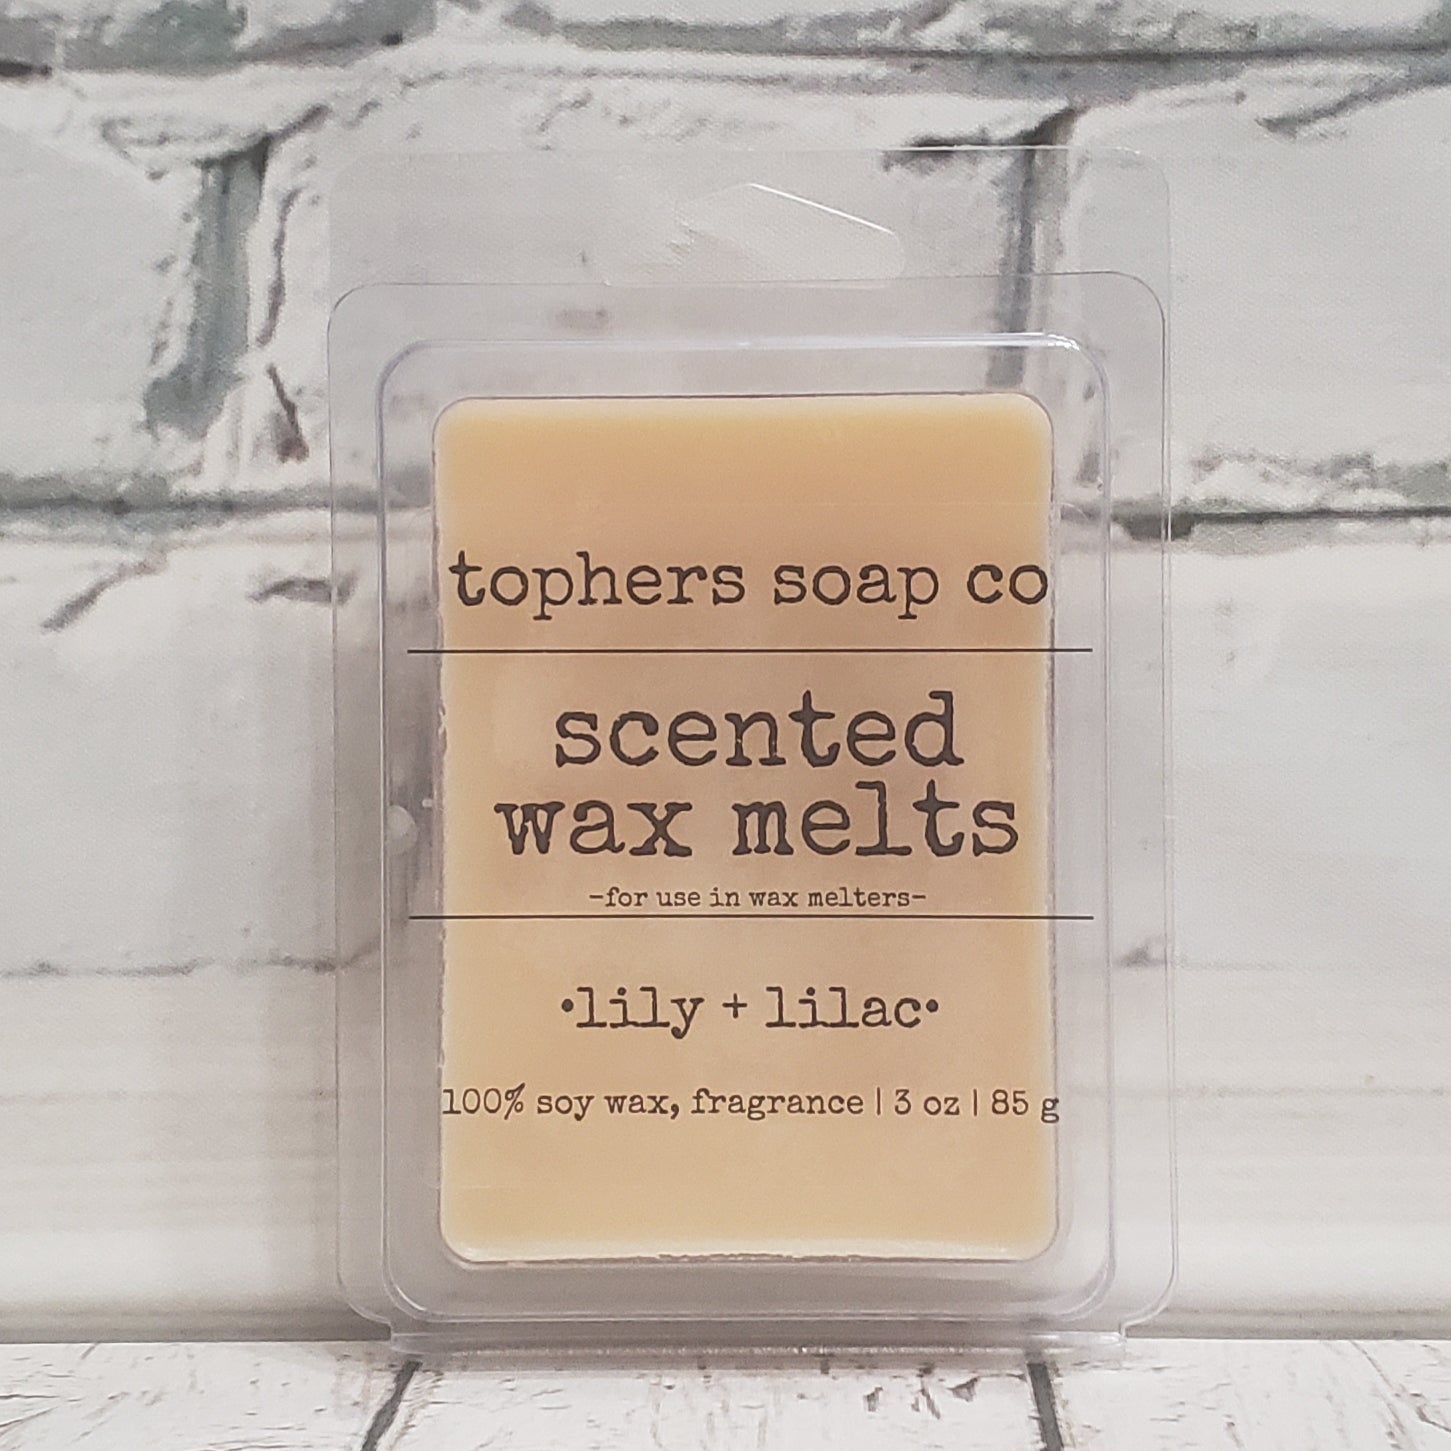 tophers soap co
scented
wax melts
-for use in wax melters-
•lily + lilac•
100% soy wax, fragrance | 3 oz | 85 g